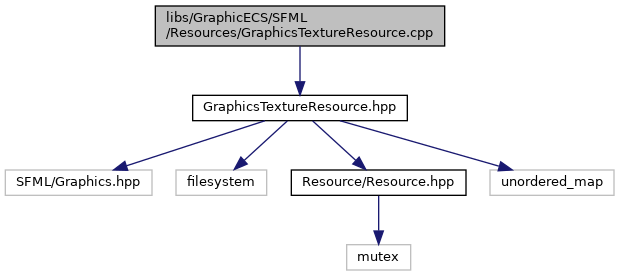 libs/GraphicECS/SFML
/Resources/GraphicsTextureResource.cpp
GraphicsTextureResource.hpp
SFML/Graphics.hpp
filesystem
Resource/Resource.hpp
unordered_map
mutex